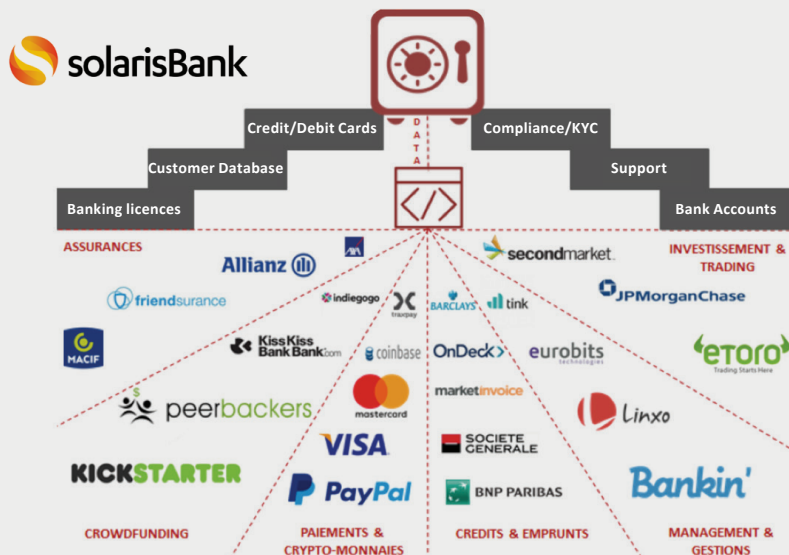 solarisBank
Credit/Debit Cards
DATA
Compliance/KYC
Customer Database
Support
Banking licences
</>
Bank Accounts
ASSURANCES
AXA
secondmarket
INVESTISSEMENT &
TRADING
Allianz
friendsurance
indiegogo
traxpay
BARCLAYS
tink
JPMorganChase
MACIF
KissKiss
BankBank.com
coinbase
OnDeck
eurobits
technologies
eTORO
Trading Starts Here
peerbackers
mastercard
marketinvoice
Linxo
VISA
SOCIETE
GENERALE
KICKSTARTER
PayPal
BNP PARIBAS
Bankin'
CROWDFUNDING
PAIEMENTS &
CRYPTO-MONNAIES
CREDITS & EMPRUNTS
MANAGEMENT &
GESTIONS